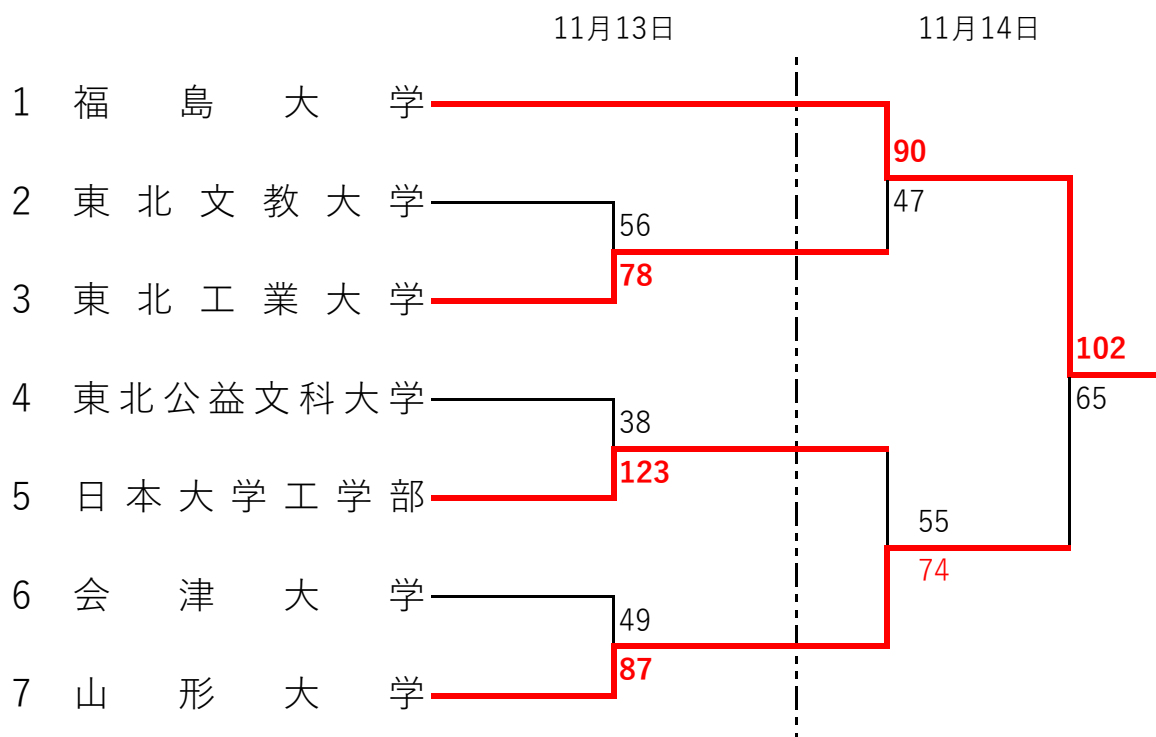 11月13日 11月14日
1 福島大学
90
2 東北文教大学
47
56
78
3 東北工業大学
102
4 東北公益文科大学
65
38
123
5 日本大学工学部
55
74
6 会津大学
49
87
7 山形大学